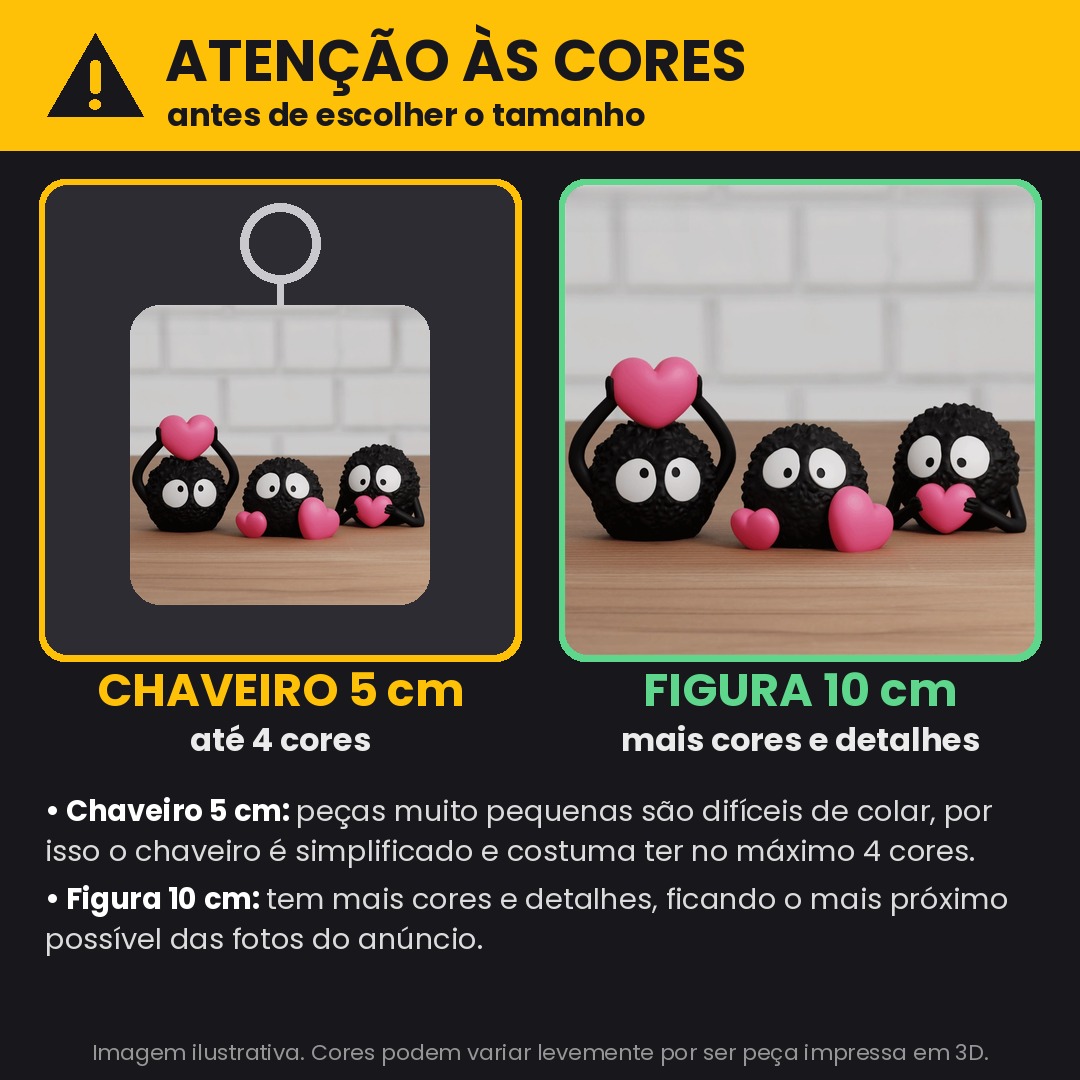 ATENÇÃO ÀS CORES
antes de escolher o tamanho
CHAVEIRO 5 cm
até 4 cores
FIGURA 10 cm
mais cores e detalhes
• Chaveiro 5 cm: peças muito pequenas são difíceis de colar, por
isso o chaveiro é simplificado e costuma ter no máximo 4 cores.
• Figura 10 cm: tem mais cores e detalhes, ficando o mais próximo
possível das fotos do anúncio.
Imagem ilustrativa. Cores podem variar levemente por ser peça impressa em 3D.